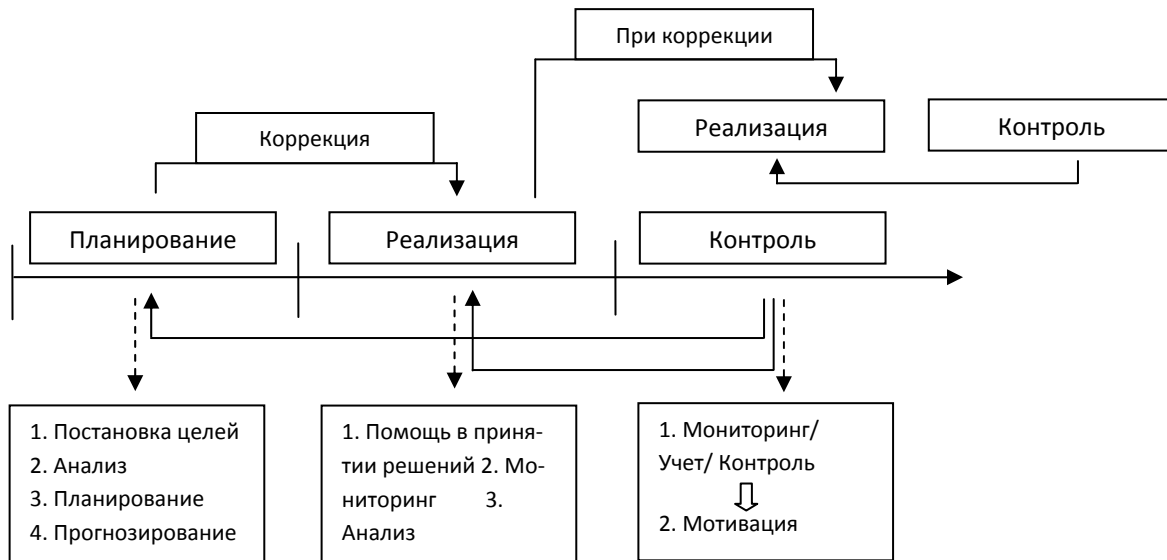 При коррекции
Реализация
Контроль
Коррекция
Планирование
Реализация
Контроль
1. Постановка целей
2. Анализ
3. Планирование
4. Прогнозирование
1. Помощь в приня-
тии решений 2. Мо-
ниторинг 3.
Анализ
1. Мониторинг/
Учет/ Контроль
2. Мотивация